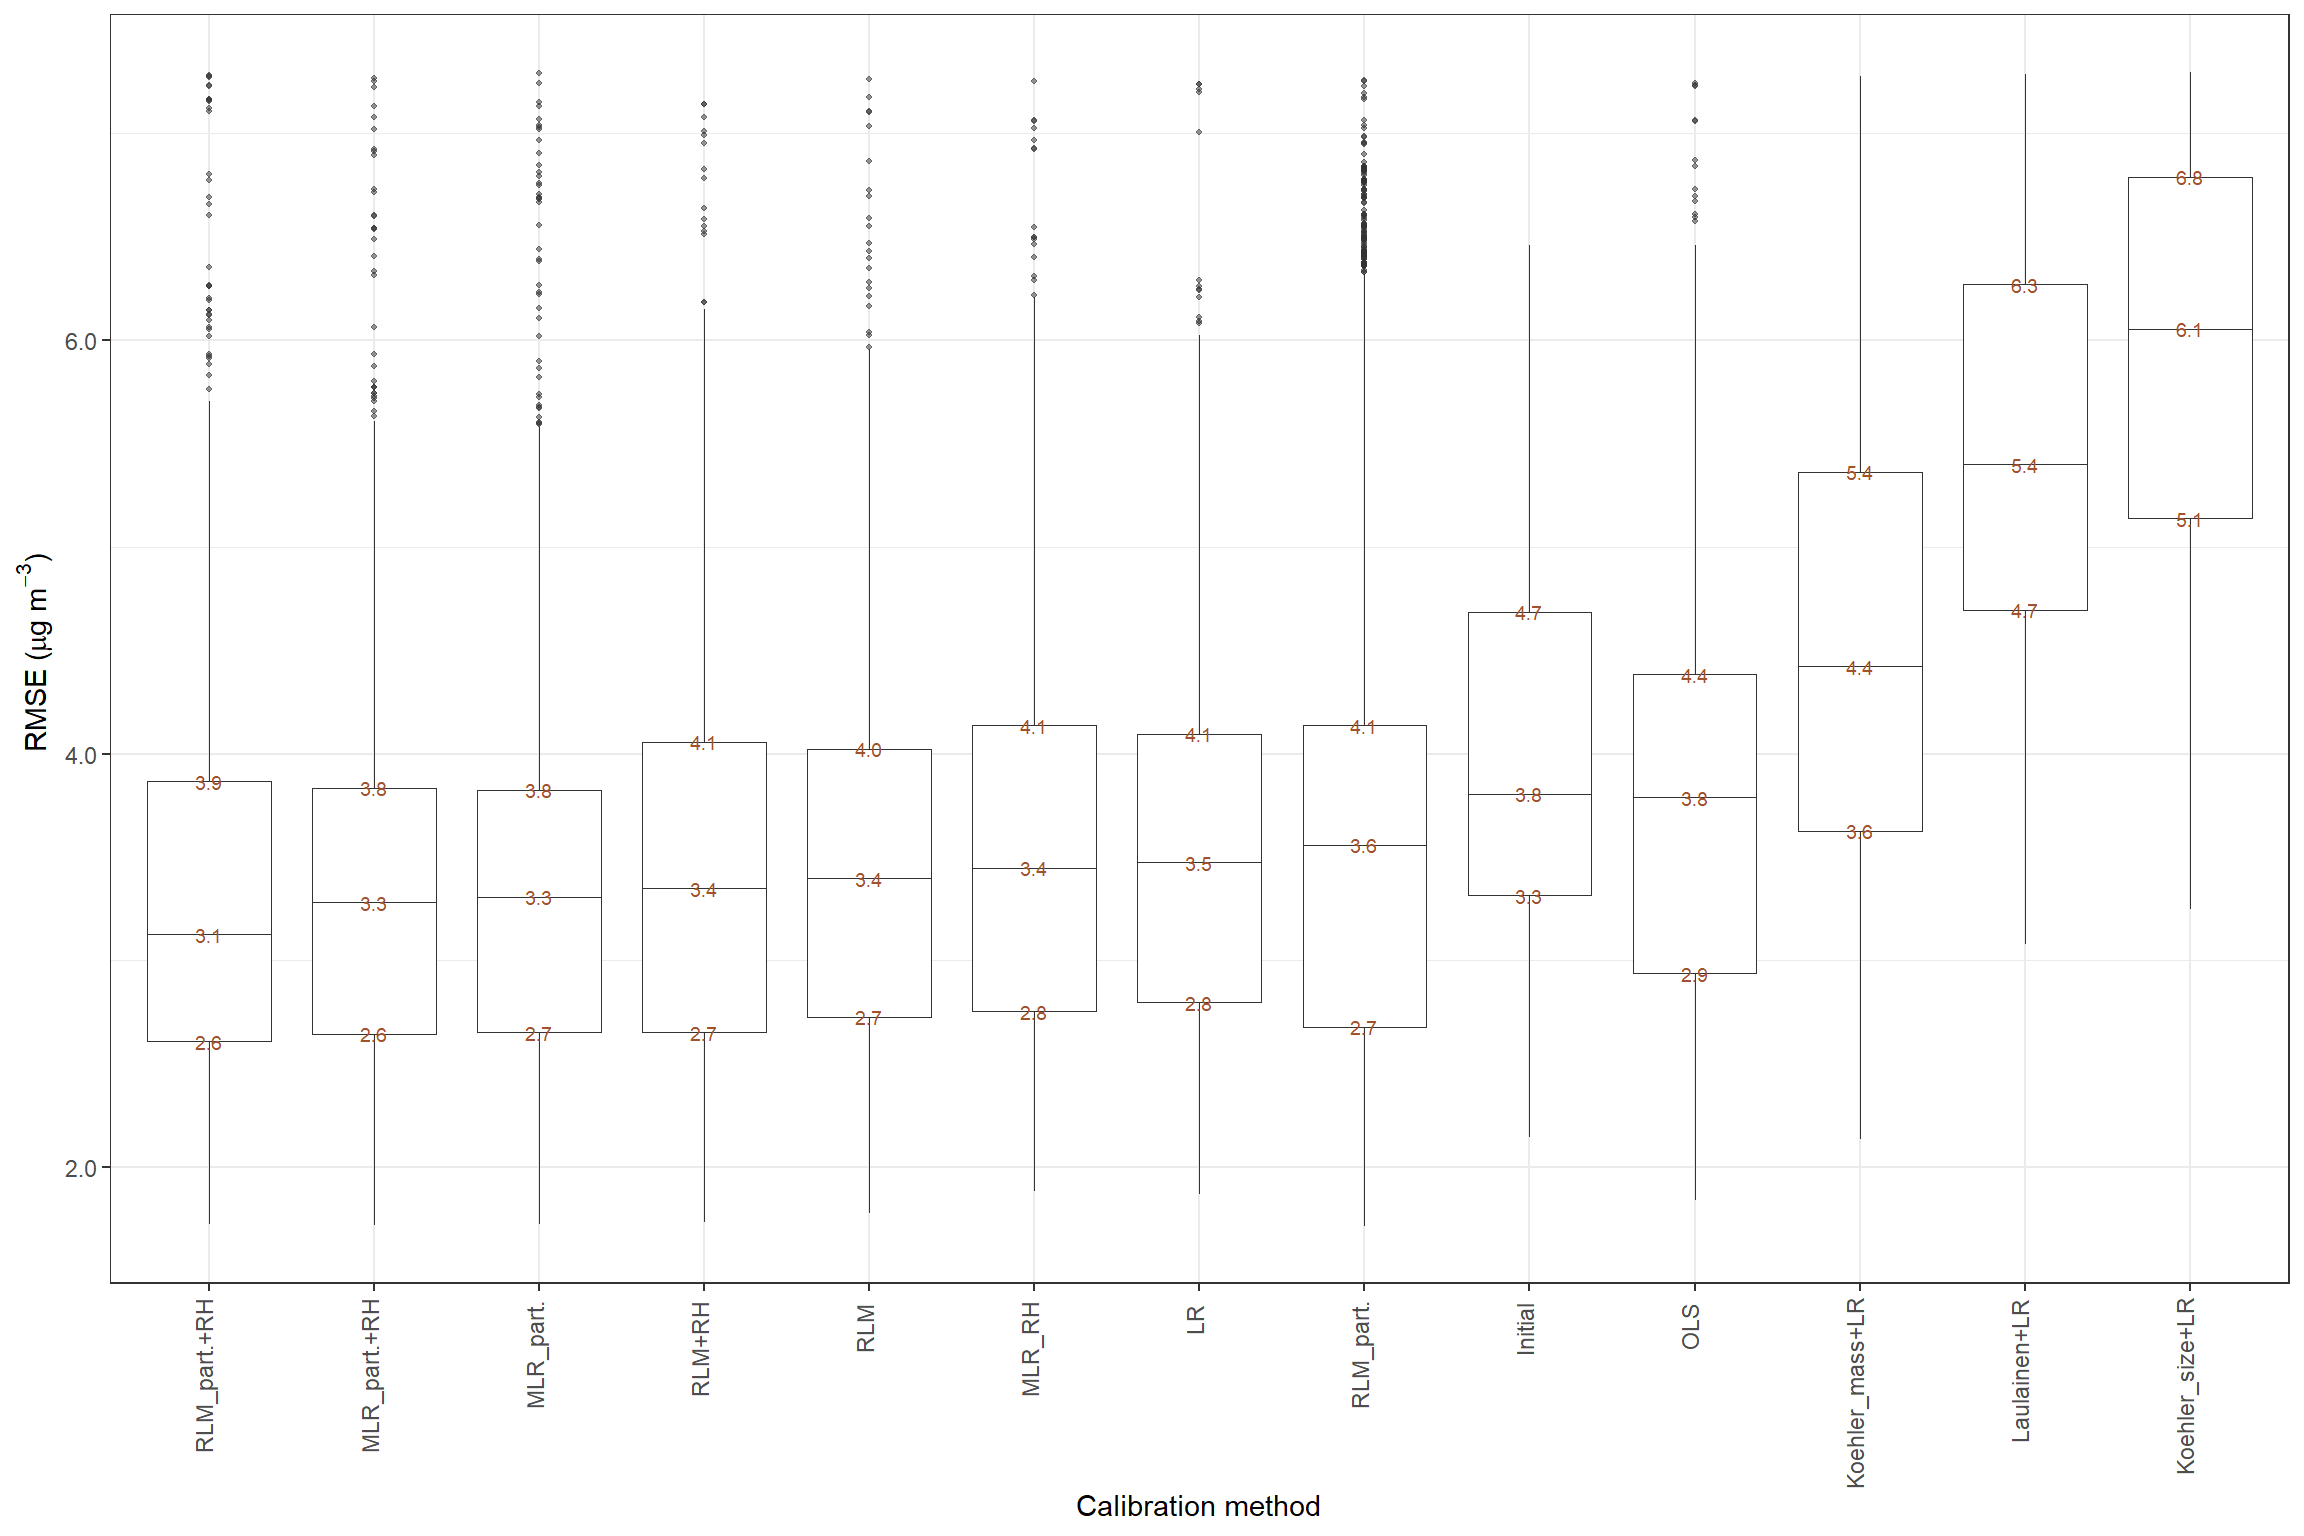 RMSE (μg m⁻³)
6.0
4.0
2.0
3.9
3.1
2.6
3.8
3.3
2.6
3.8
3.3
2.7
4.1
3.4
2.7
4.0
3.4
2.7
4.1
3.4
2.8
4.1
3.5
2.8
4.1
3.6
2.7
4.7
3.8
3.3
4.4
3.8
2.9
5.4
4.4
3.6
6.3
5.4
4.7
6.8
6.1
5.1
RLM_part.+RH
MLR_part.+RH
MLR_part.
RLM+RH
RLM
MLR_RH
LR
RLM_part.
Initial
OLS
Koehler_mass+LR
Laulainen+LR
Koehler_size+LR
Calibration method